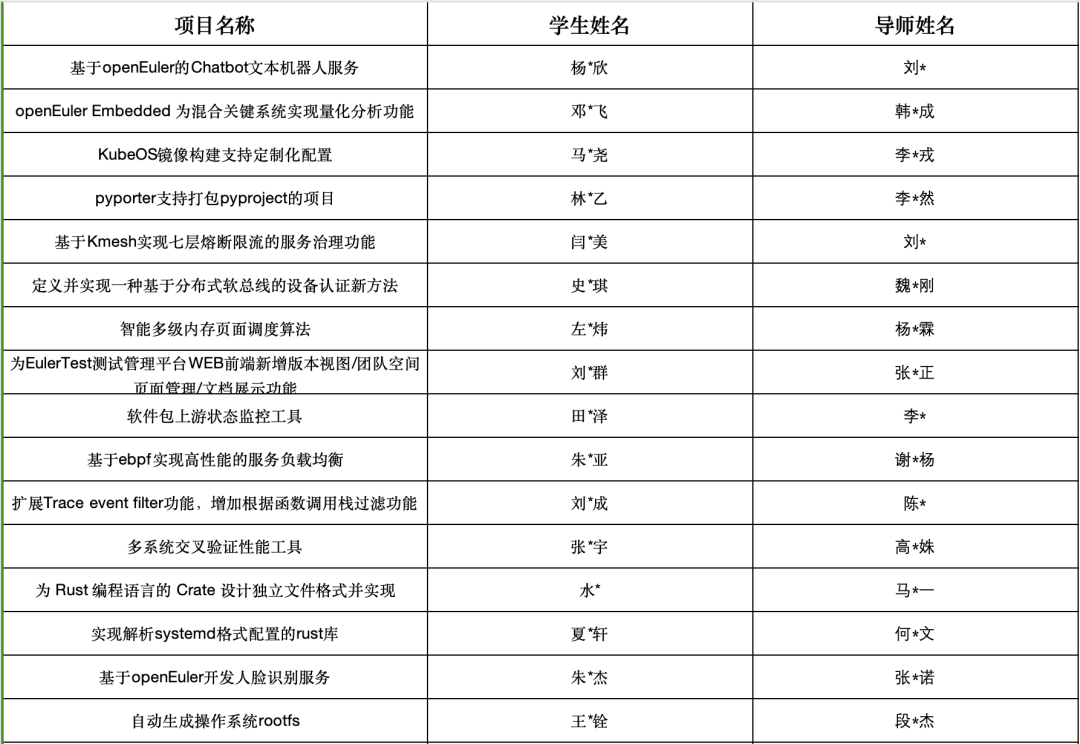 项目名称 学生姓名 导师姓名
基于openEuler的Chatbot文本机器人服务 杨*欣 刘*
openEuler Embedded 为混合关键系统实现量化分析功能 邓*飞 韩*成
KubeOS镜像构建支持定制化配置 马*尧 李*戎
pyporter支持打包pyproject的项目 林*乙 李*然
基于Kmesh实现七层熔断限流的服务治理功能 闫*美 刘*
定义并实现一种基于分布式软总线的设备认证新方法 史*琪 魏*刚
智能多级内存页面调度算法 左*炜 杨*霖
为EulerTest测试管理平台WEB前端新增版本视图/团队空间
页面管理/文档展示功能 刘*群 张*正
软件包上游状态监控工具 田*泽 李*
基于ebpf实现高性能的服务负载均衡 朱*亚 谢*杨
扩展Trace event filter功能，增加根据函数调用栈过滤功能 刘*成 陈*
多系统交叉验证性能工具 张*宇 高*姝
为 Rust 编程语言的 Crate 设计独立文件格式并实现 水* 马*一
实现解析systemd格式配置的rust库 夏*轩 何*文
基于openEuler开发人脸识别服务 朱*杰 张*诺
自动生成操作系统rootfs 王*铨 段*杰